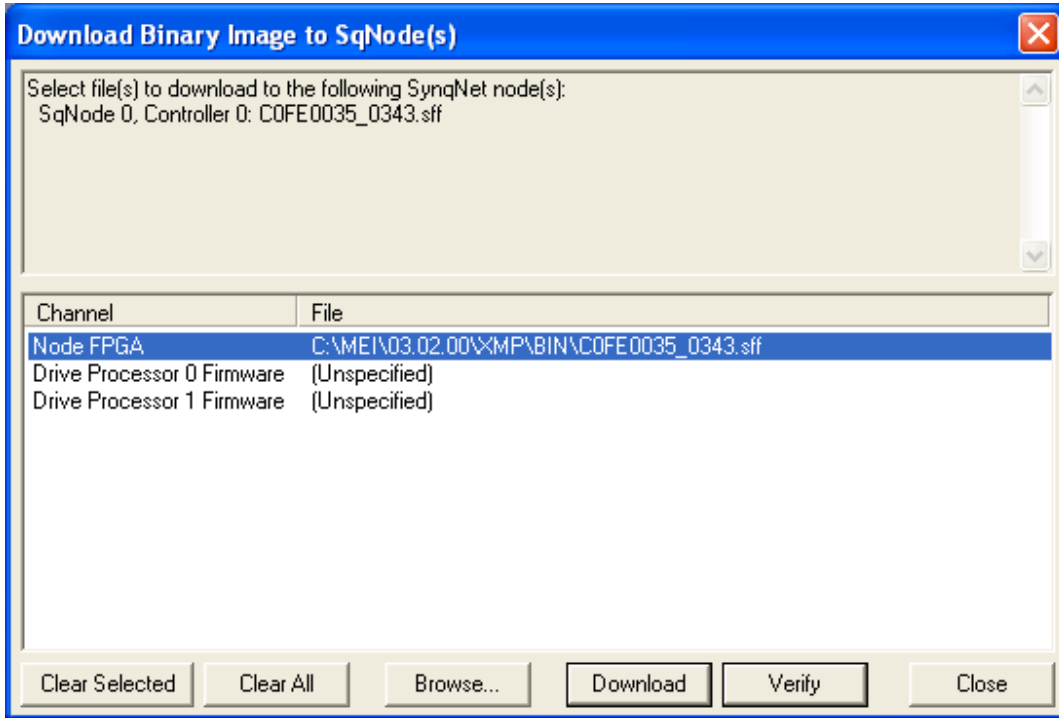 Download Binary Image to SqNode(s)
Select file(s) to download to the following SynqNet node(s):
SqNode 0, Controller 0: C0FE0035_0343.sff
Channel File
Node FPGA C:\MEI\03.02.00\XMP\BIN\C0FE0035_0343.sff
Drive Processor 0 Firmware (Unspecified)
Drive Processor 1 Firmware (Unspecified)
Clear Selected Clear All Browse... Download Verify Close